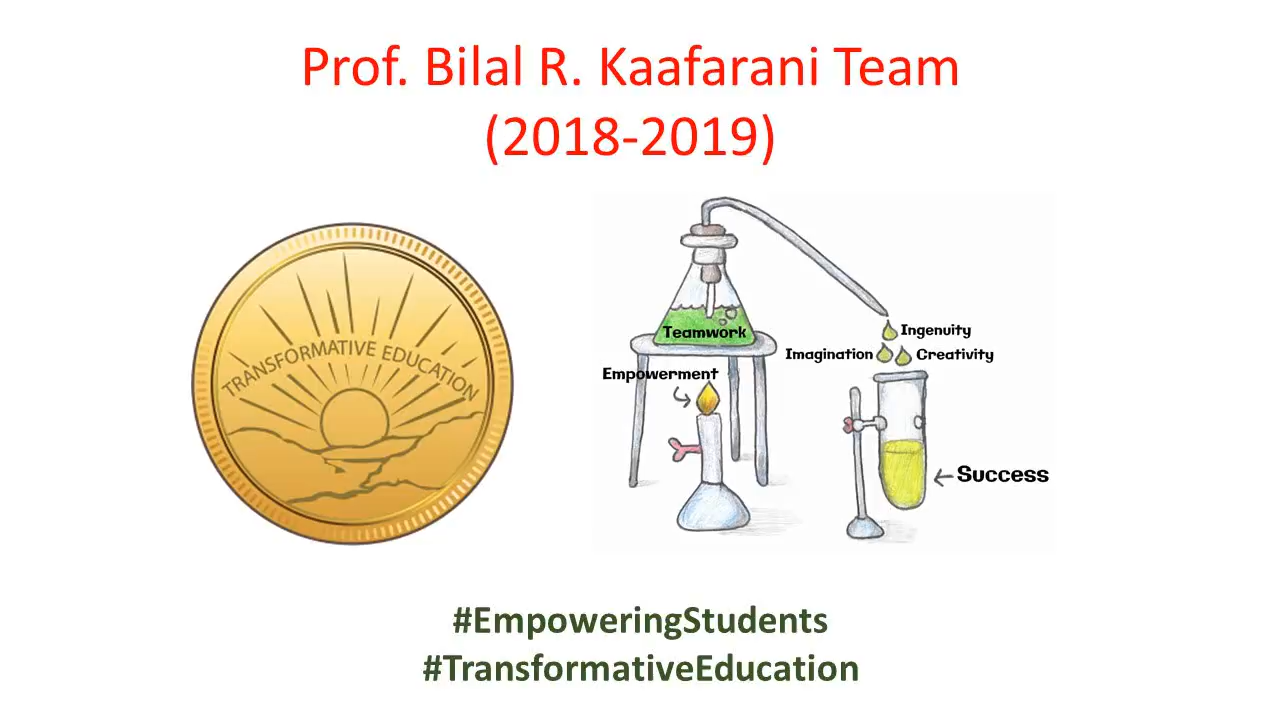 Prof. Bilal R. Kaafarani Team
(2018-2019)
TRANSFORMATIVE EDUCATION
Teamwork
Ingenuity
Imagination
Creativity
Empowerment
Success
#EmpoweringStudents
#TransformativeEducation